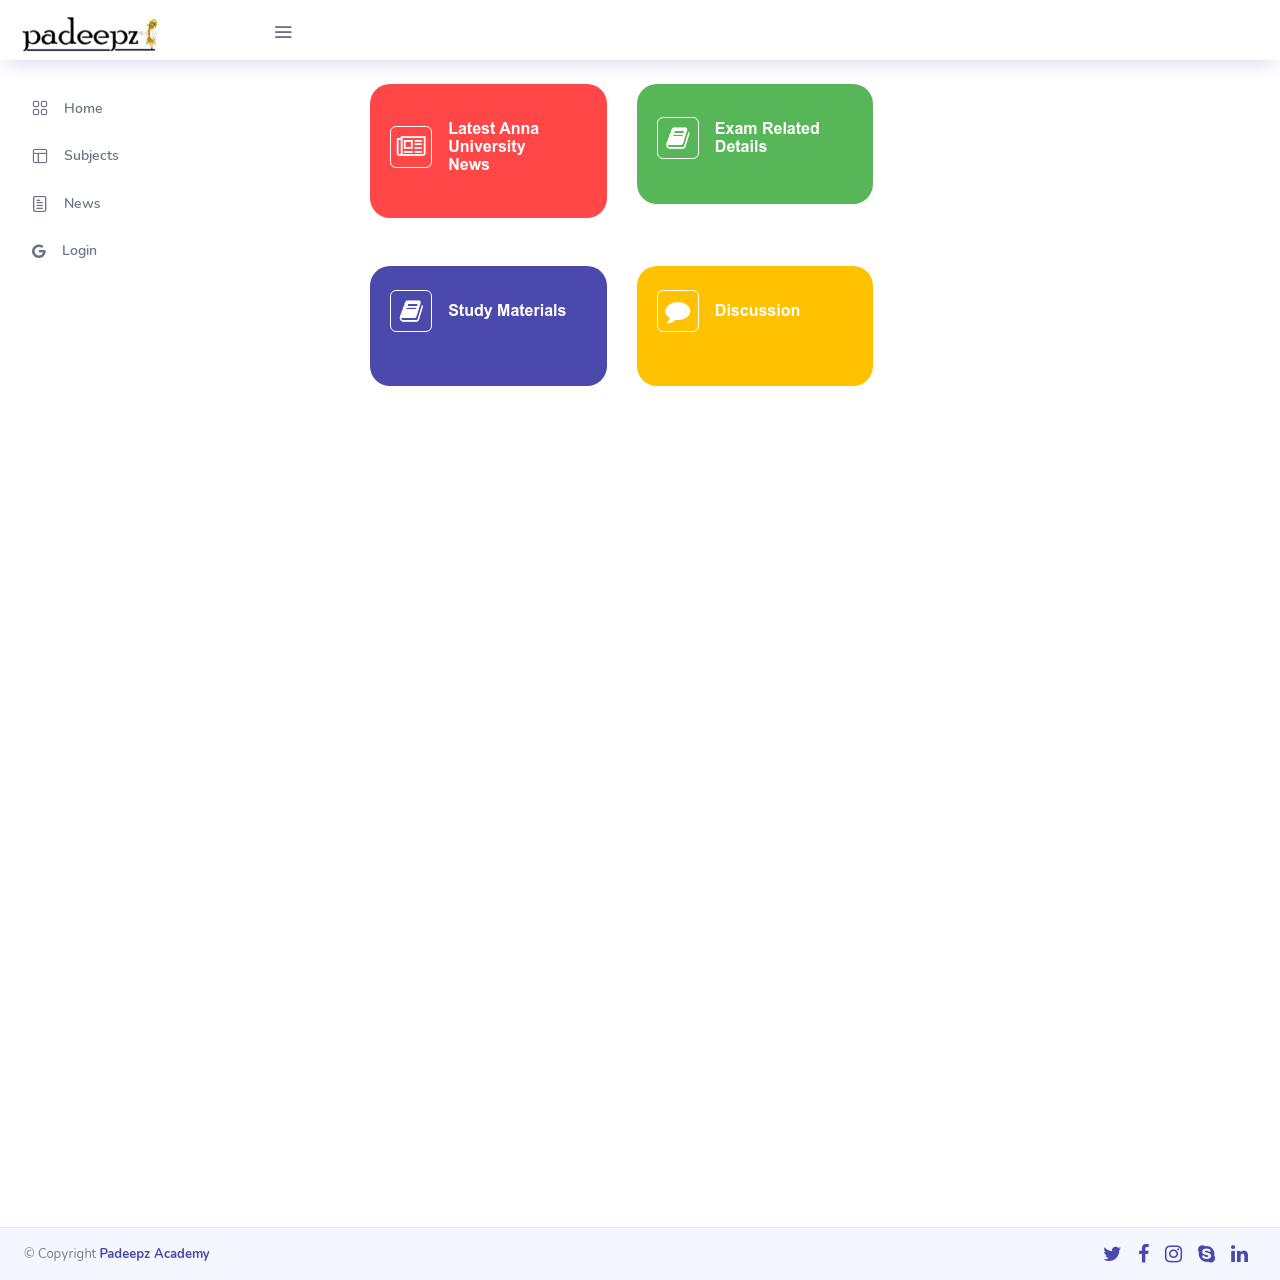 padeepz
Home
Subjects
News
Login
Latest Anna
University
News
Exam Related
Details
Study Materials
Discussion
© Copyright Padeepz Academy